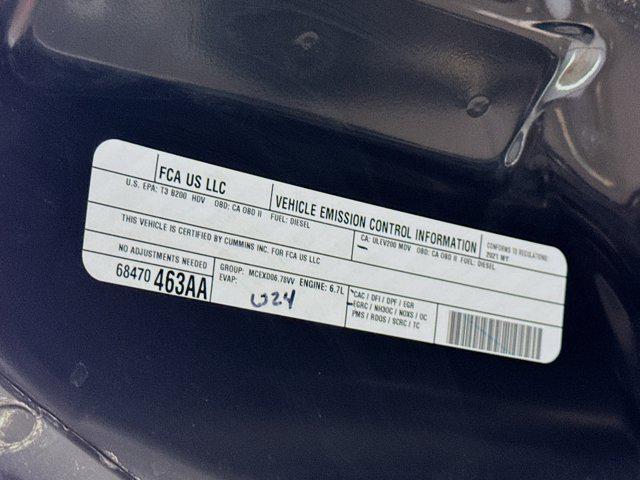 FCA US LLC
VEHICLE EMISSION CONTROL INFORMATION
CONFORMS TO REGULATIONS:
2021 MY
U.S. EPA: T3 B200 HDV OBD: CA OBD II FUEL: DIESEL
CA: ULEV200 MDV OBD: CA OBD II FUEL: DIESEL
THIS VEHICLE IS CERTIFIED BY CUMMINS INC. FOR FCA US LLC
NO ADJUSTMENTS NEEDED
68470 463AA
GROUP: MCEXD06.78VV ENGINE: 6.7L
EVAP:
U24
CAC / DFI / DPF / EGR
EGRC / NH3OC / NOXS / OC
PMS / RDQS / SCRC / TC